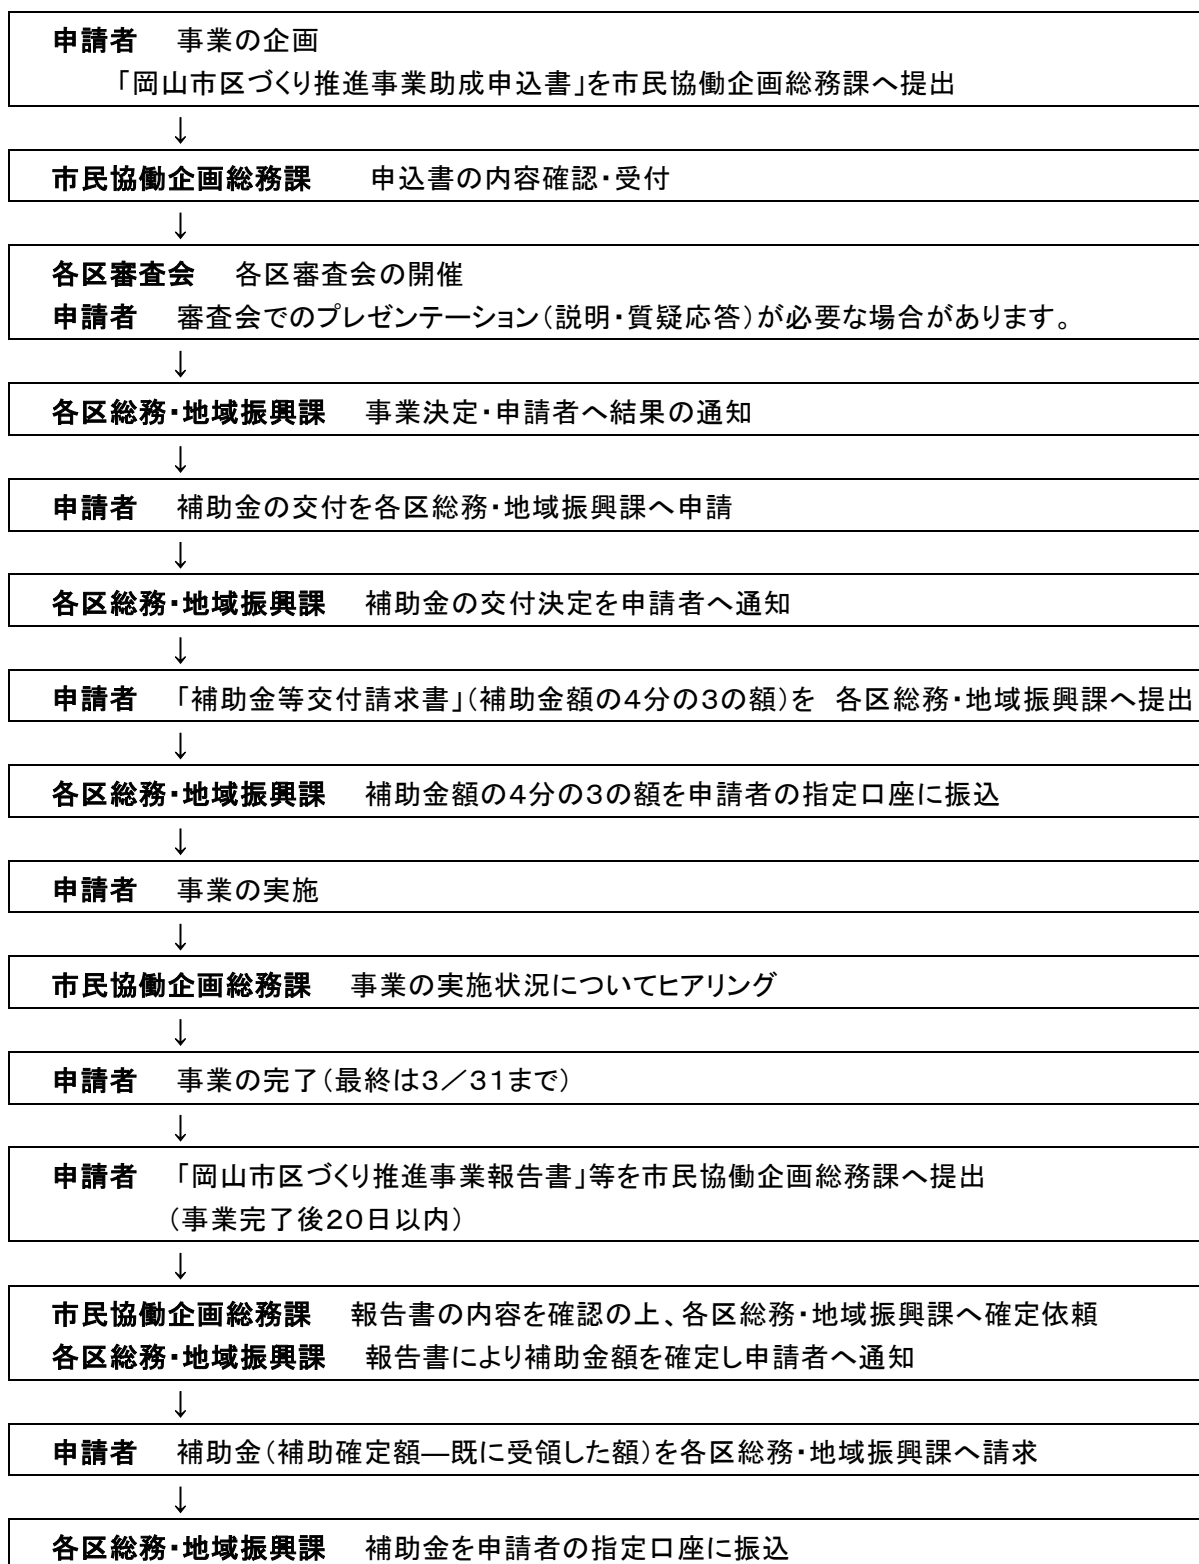 申請者　事業の企画
「岡山市区づくり推進事業助成申込書」を市民協働企画総務課へ提出
↓
市民協働企画総務課　　申込書の内容確認・受付
↓
各区審査会　各区審査会の開催
申請者　審査会でのプレゼンテーション（説明・質疑応答）が必要な場合があります。
↓
各区総務・地域振興課　事業決定・申請者へ結果の通知
↓
申請者　補助金の交付を各区総務・地域振興課へ申請
↓
各区総務・地域振興課　補助金の交付決定を申請者へ通知
↓
申請者　「補助金等交付請求書」（補助金額の４分の３の額）を　各区総務・地域振興課へ提出
↓
各区総務・地域振興課　補助金額の４分の３の額を申請者の指定口座に振込
↓
申請者　事業の実施
↓
市民協働企画総務課　事業の実施状況についてヒアリング
↓
申請者　事業の完了（最終は３／３１まで）
↓
申請者　「岡山市区づくり推進事業報告書」等を市民協働企画総務課へ提出
（事業完了後２０日以内）
↓
市民協働企画総務課　報告書の内容を確認の上、各区総務・地域振興課へ確定依頼
各区総務・地域振興課　報告書により補助金額を確定し申請者へ通知
↓
申請者　補助金（補助確定額―既に受領した額）を各区総務・地域振興課へ請求
↓
各区総務・地域振興課　補助金を申請者の指定口座に振込